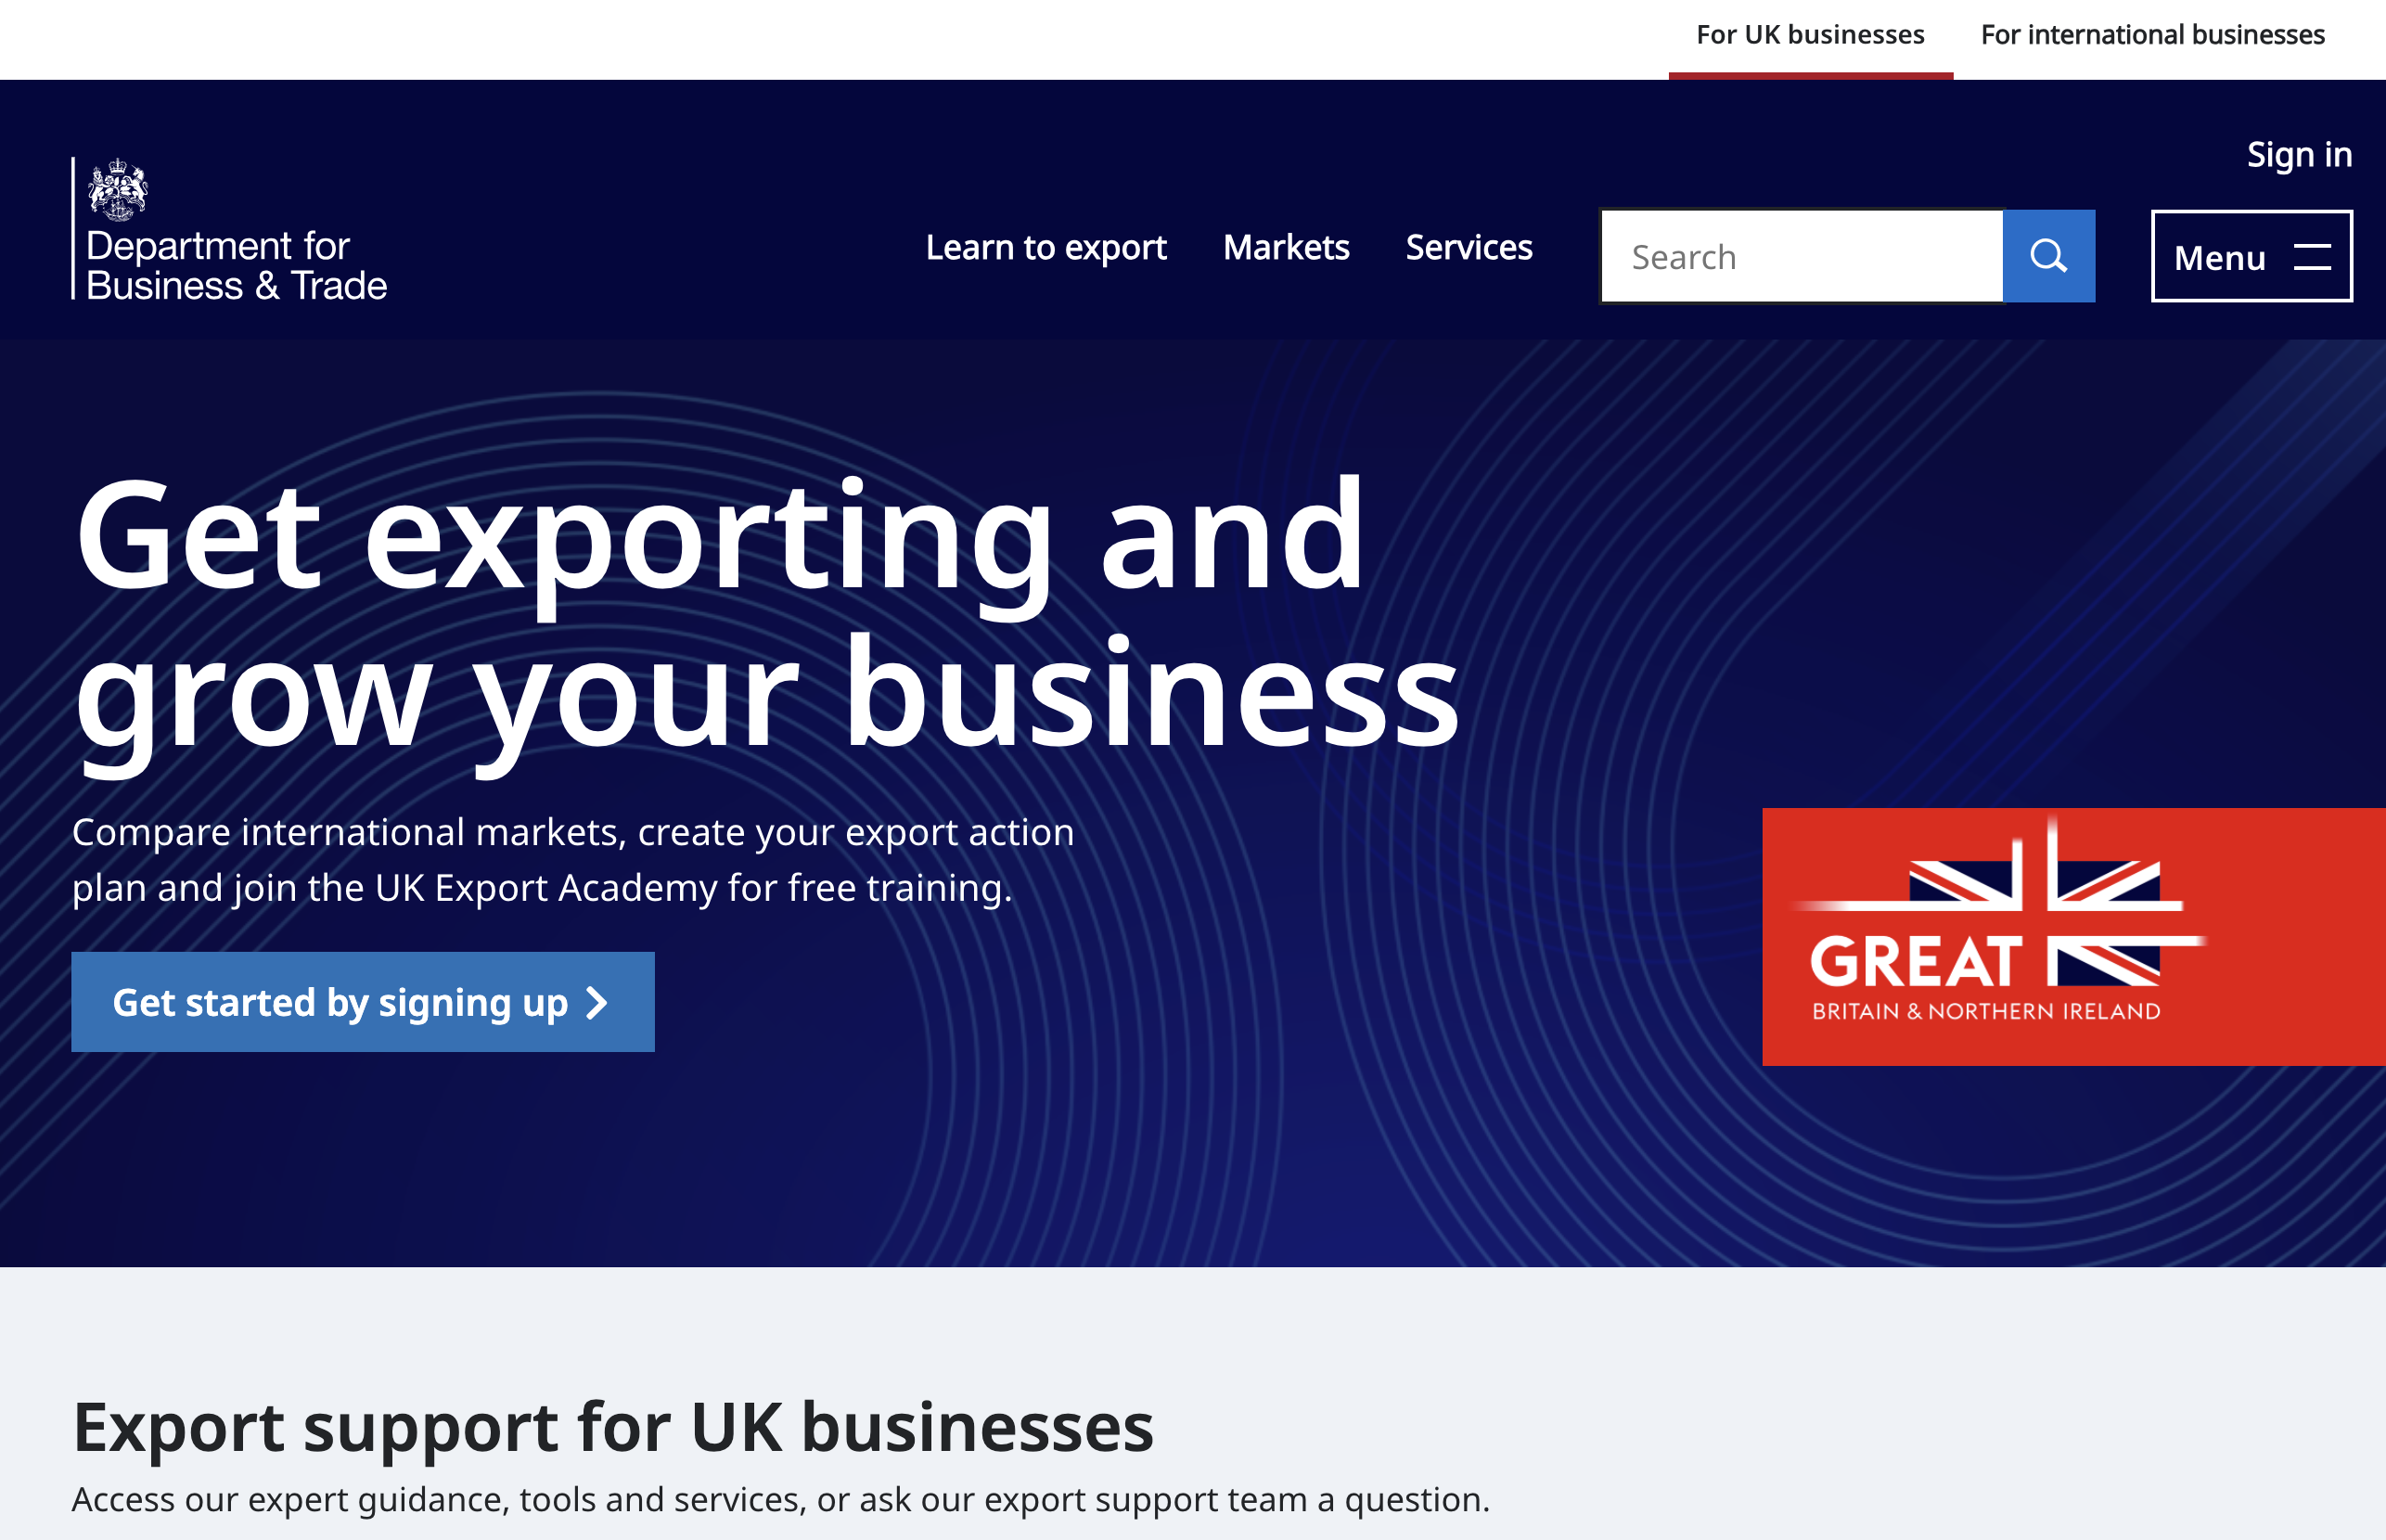 For UK businesses
For international businesses
Sign in
Department for
Business & Trade
Learn to export
Markets
Services
Search
Menu
Get exporting and
grow your business
Compare international markets, create your export action
plan and join the UK Export Academy for free training.
Get started by signing up
GREAT
BRITAIN & NORTHERN IRELAND
Export support for UK businesses
Access our expert guidance, tools and services, or ask our export support team a question.